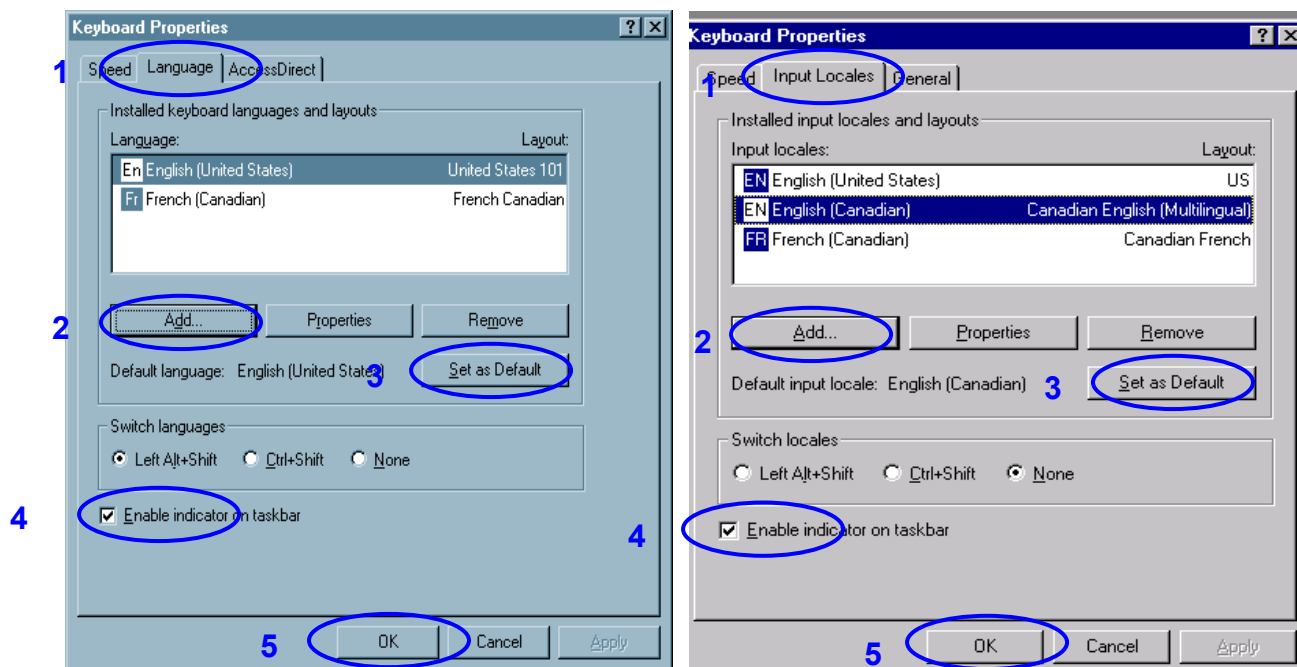 Keyboard Properties
? X
1
Speed Language AccessDirect
Installed keyboard languages and layouts
Language: Layout:
En English (United States) United States 101
Fr French (Canadian) French Canadian
2
Add... Properties Remove
Default language: English (United States)
3
Set as Default
Switch languages
Left Alt+Shift Ctrl+Shift None
4
Enable indicator on taskbar
5
OK Cancel Apply
Keyboard Properties
? X
1
Speed Input Locales General
Installed input locales and layouts
Input locales: Layout:
EN English (United States) US
EN English (Canadian) Canadian English (Multilingual)
FR French (Canadian) Canadian French
2
Add... Properties Remove
Default input locale: English (Canadian)
3
Set as Default
Switch locales
Left Alt+Shift Ctrl+Shift None
4
Enable indicator on taskbar
5
OK Cancel Apply